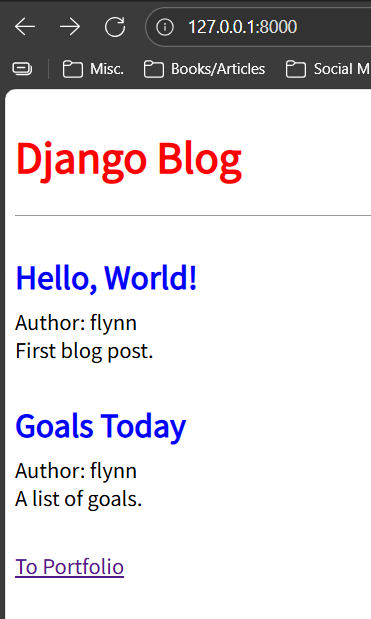 127.0.0.1:8000
Misc. Books/Articles Social M
Django Blog
Hello, World!
Author: flynn
First blog post.
Goals Today
Author: flynn
A list of goals.
To Portfolio